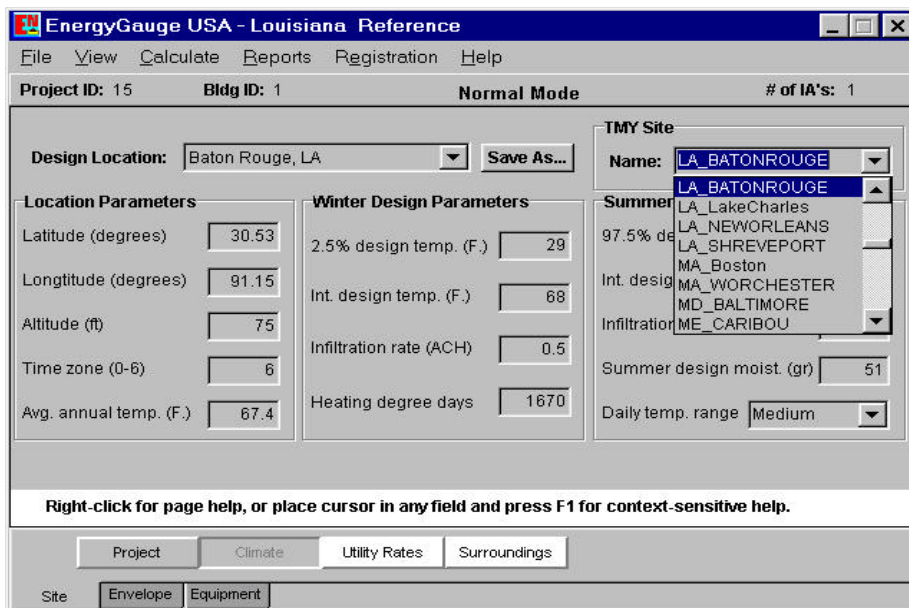 EnergyGauge USA - Louisiana Reference
File View Calculate Reports Registration Help
Project ID: 15 Bldg ID: 1 Normal Mode # of IA's: 1
TMY Site
Design Location: Baton Rouge, LA Save As... Name: LA_BATONROUGE
LA_BATONROUGE
LA_LakeCharles
LA_NEWORLEANS
LA_SHREVEPORT
MA_Boston
MA_WORCHESTER
MD_BALTIMORE
ME_CARIBOU
Location Parameters
Latitude (degrees) 30.53
Longtitude (degrees) 91.15
Altitude (ft) 75
Time zone (0-6) 6
Avg. annual temp. (F.) 67.4
Winter Design Parameters
2.5% design temp. (F.) 29
Int. design temp. (F.) 68
Infiltration rate (ACH) 0.5
Heating degree days 1670
Summer
97.5% de
Int. desig
Infiltration
Summer design moist. (gr) 51
Daily temp. range Medium
Right-click for page help, or place cursor in any field and press F1 for context-sensitive help.
Project Climate Utility Rates Surroundings
Site Envelope Equipment